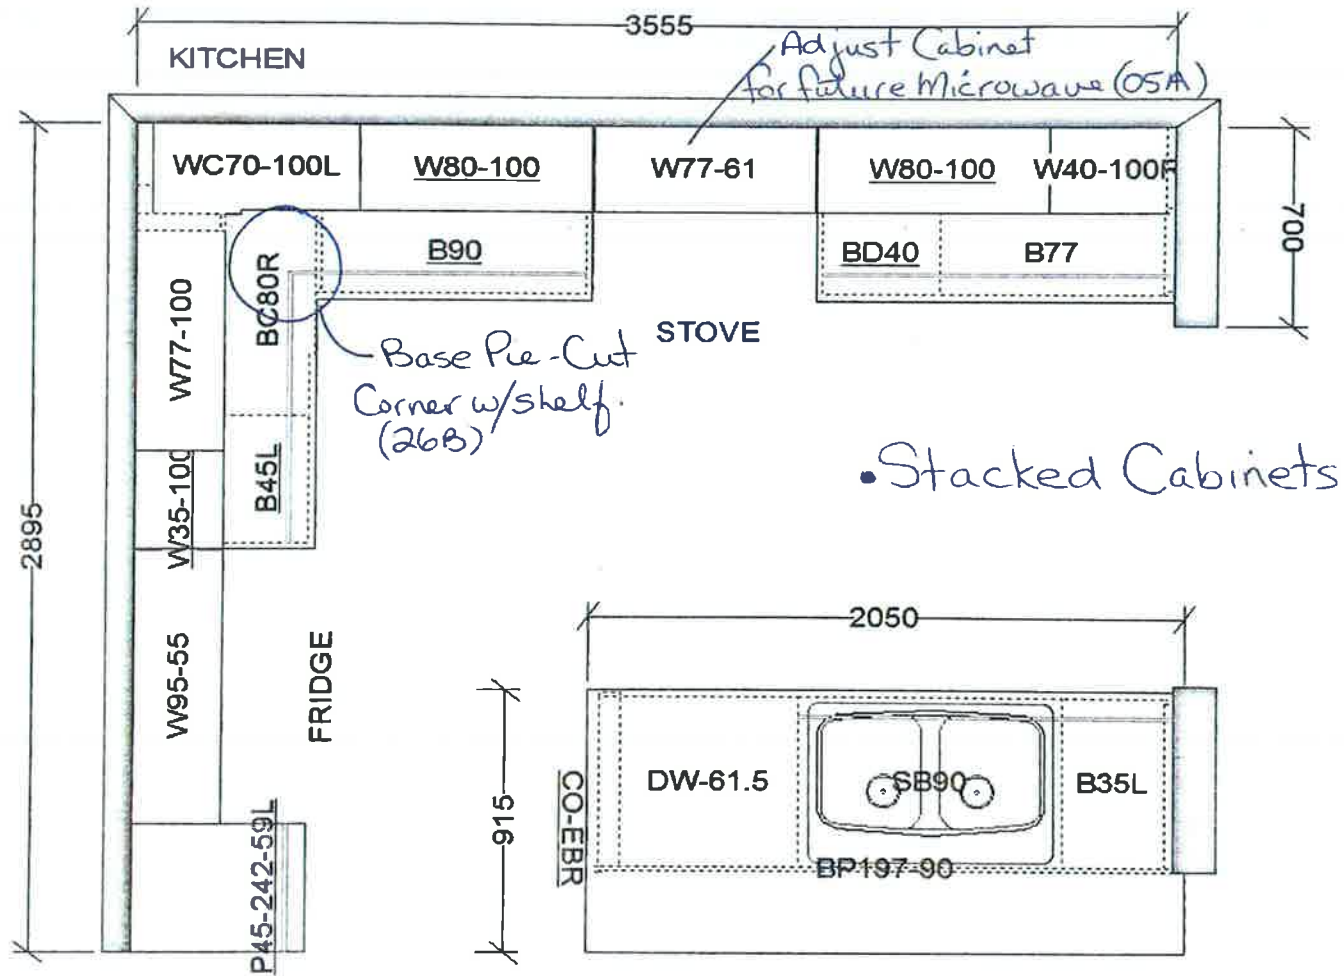 3555
KITCHEN
Adjust Cabinet
for future Microwave (05A)
WC70-100L
W80-100
W77-61
W80-100
W40-100R
700
BC80R
B90
BD40
B77
W77-100
STOVE
Base Pie-Cut
Corner w/shelf.
(26B)
W35-100
B45L
• Stacked Cabinets
2895
2050
W95-55
FRIDGE
915
CO-EBR
DW-61.5
SB90
B35L
BP197-90
P45-242-59L